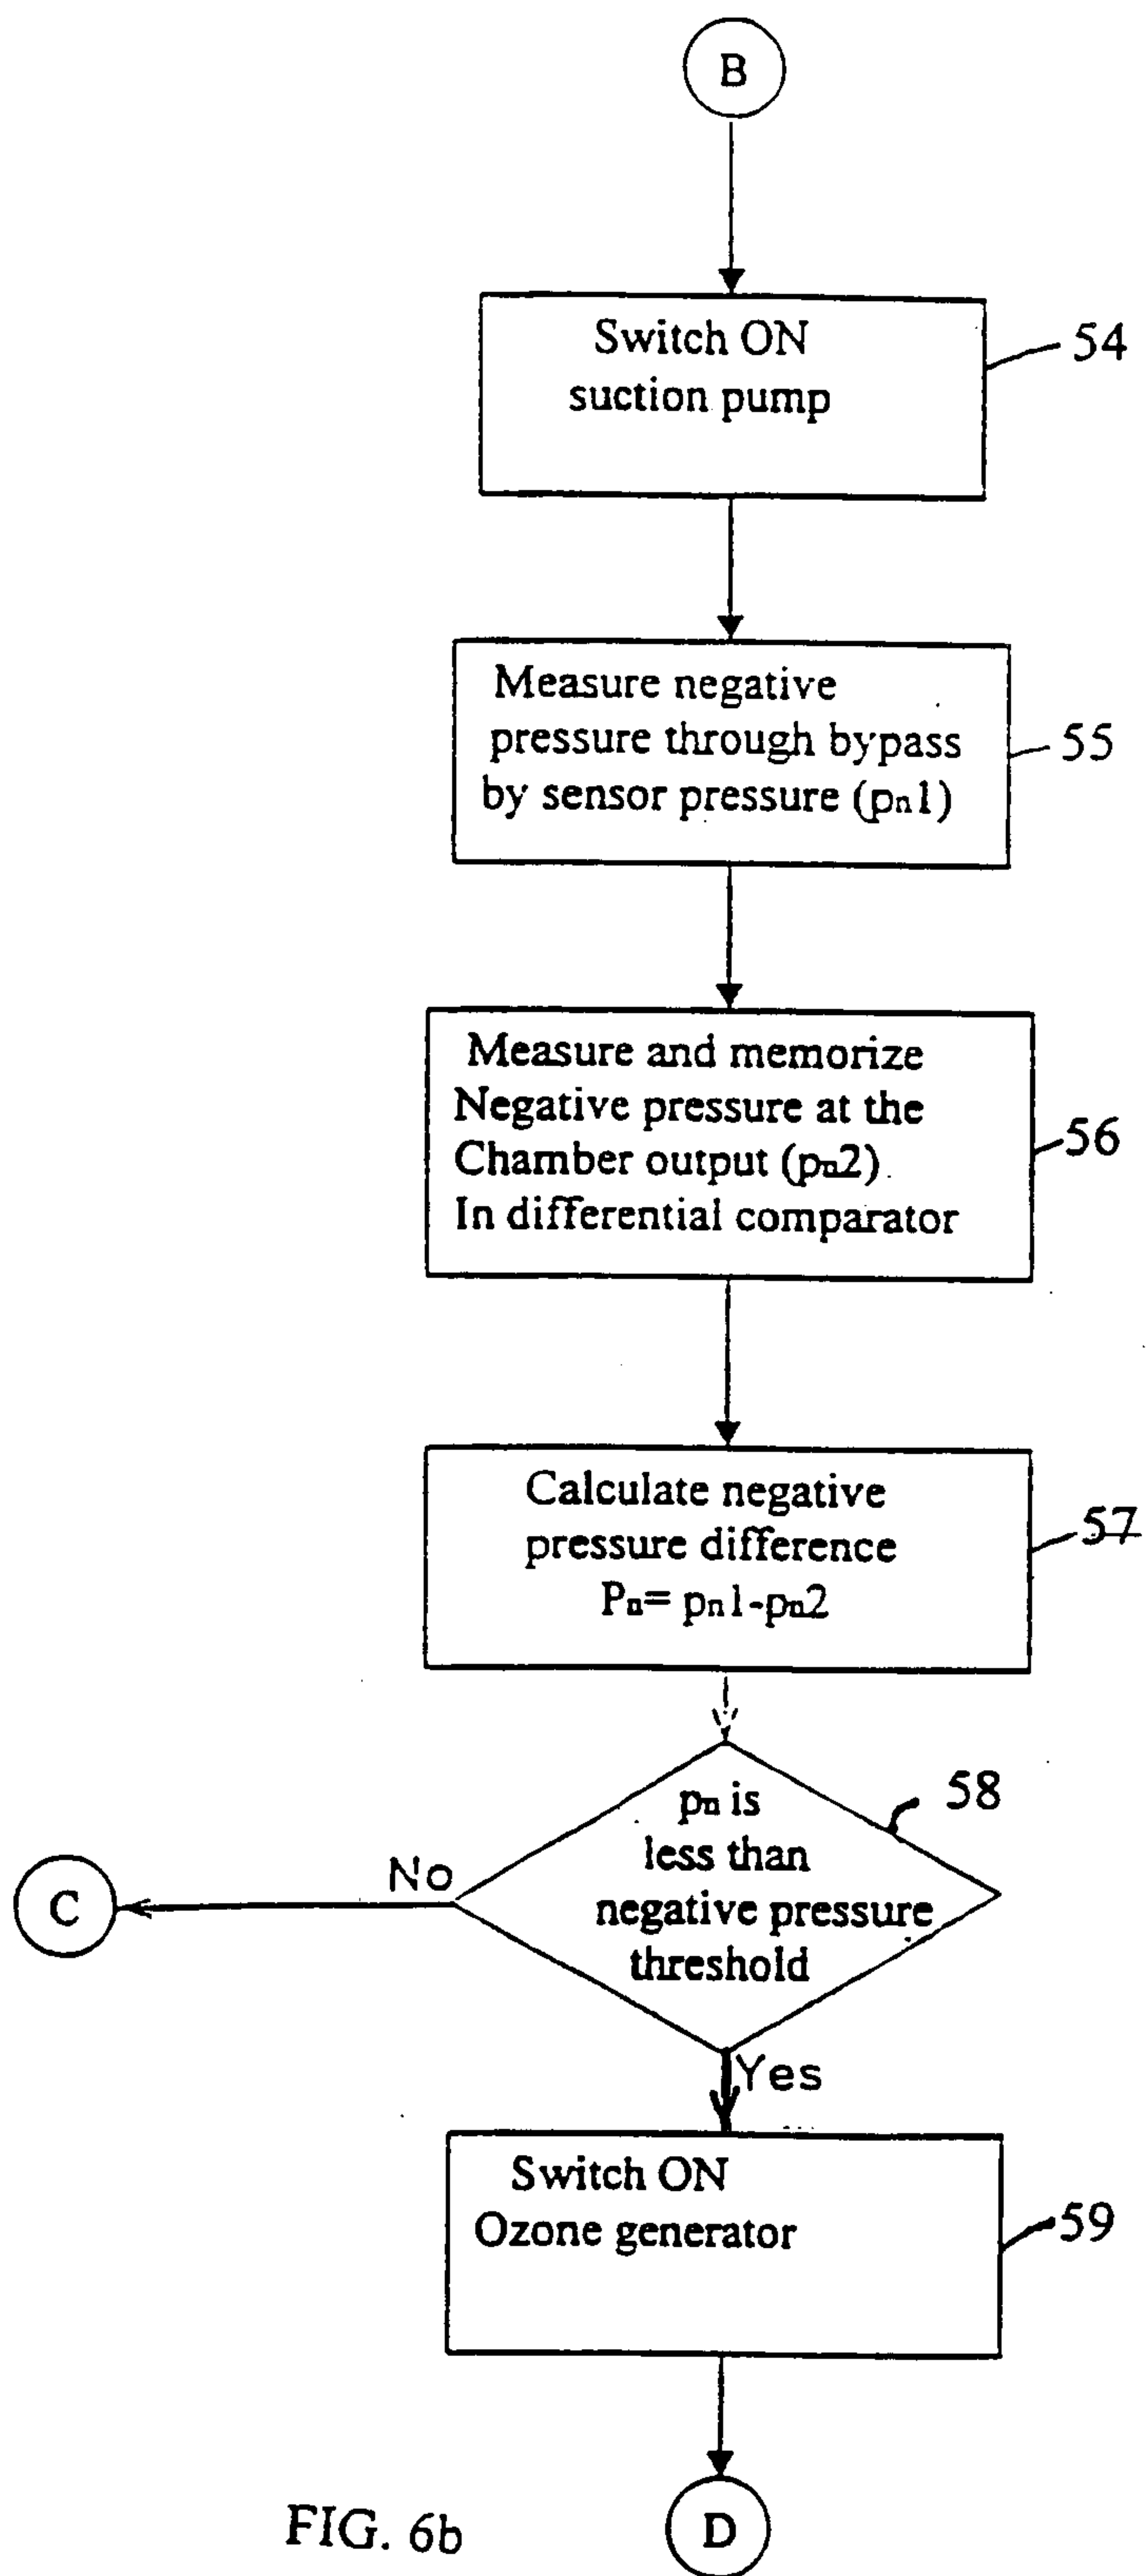 B
Switch ON
suction pump
54
Measure negative
pressure through bypass
by sensor pressure (pn1)
55
Measure and memorize
Negative pressure at the
Chamber output (pn2)
In differential comparator
56
Calculate negative
pressure difference
Pn= pn1-pn2
57
pn is
less than
negative pressure
threshold
58
No
C
Yes
Switch ON
Ozone generator
59
D
FIG. 6b